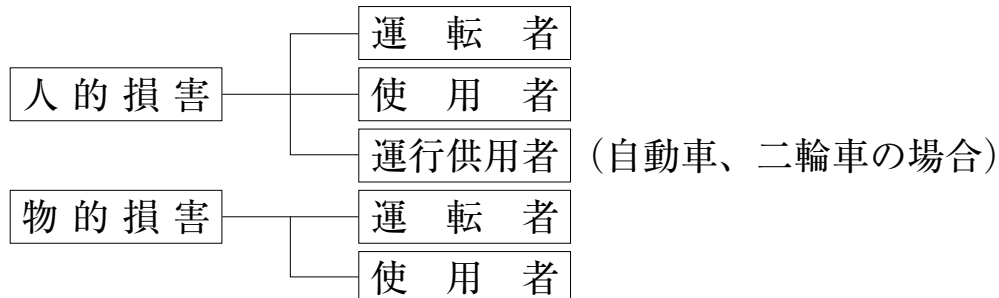 運転者
人的損害
使用者
運行供用者(自動車、二輪車の場合)
物的損害
運転者
使用者